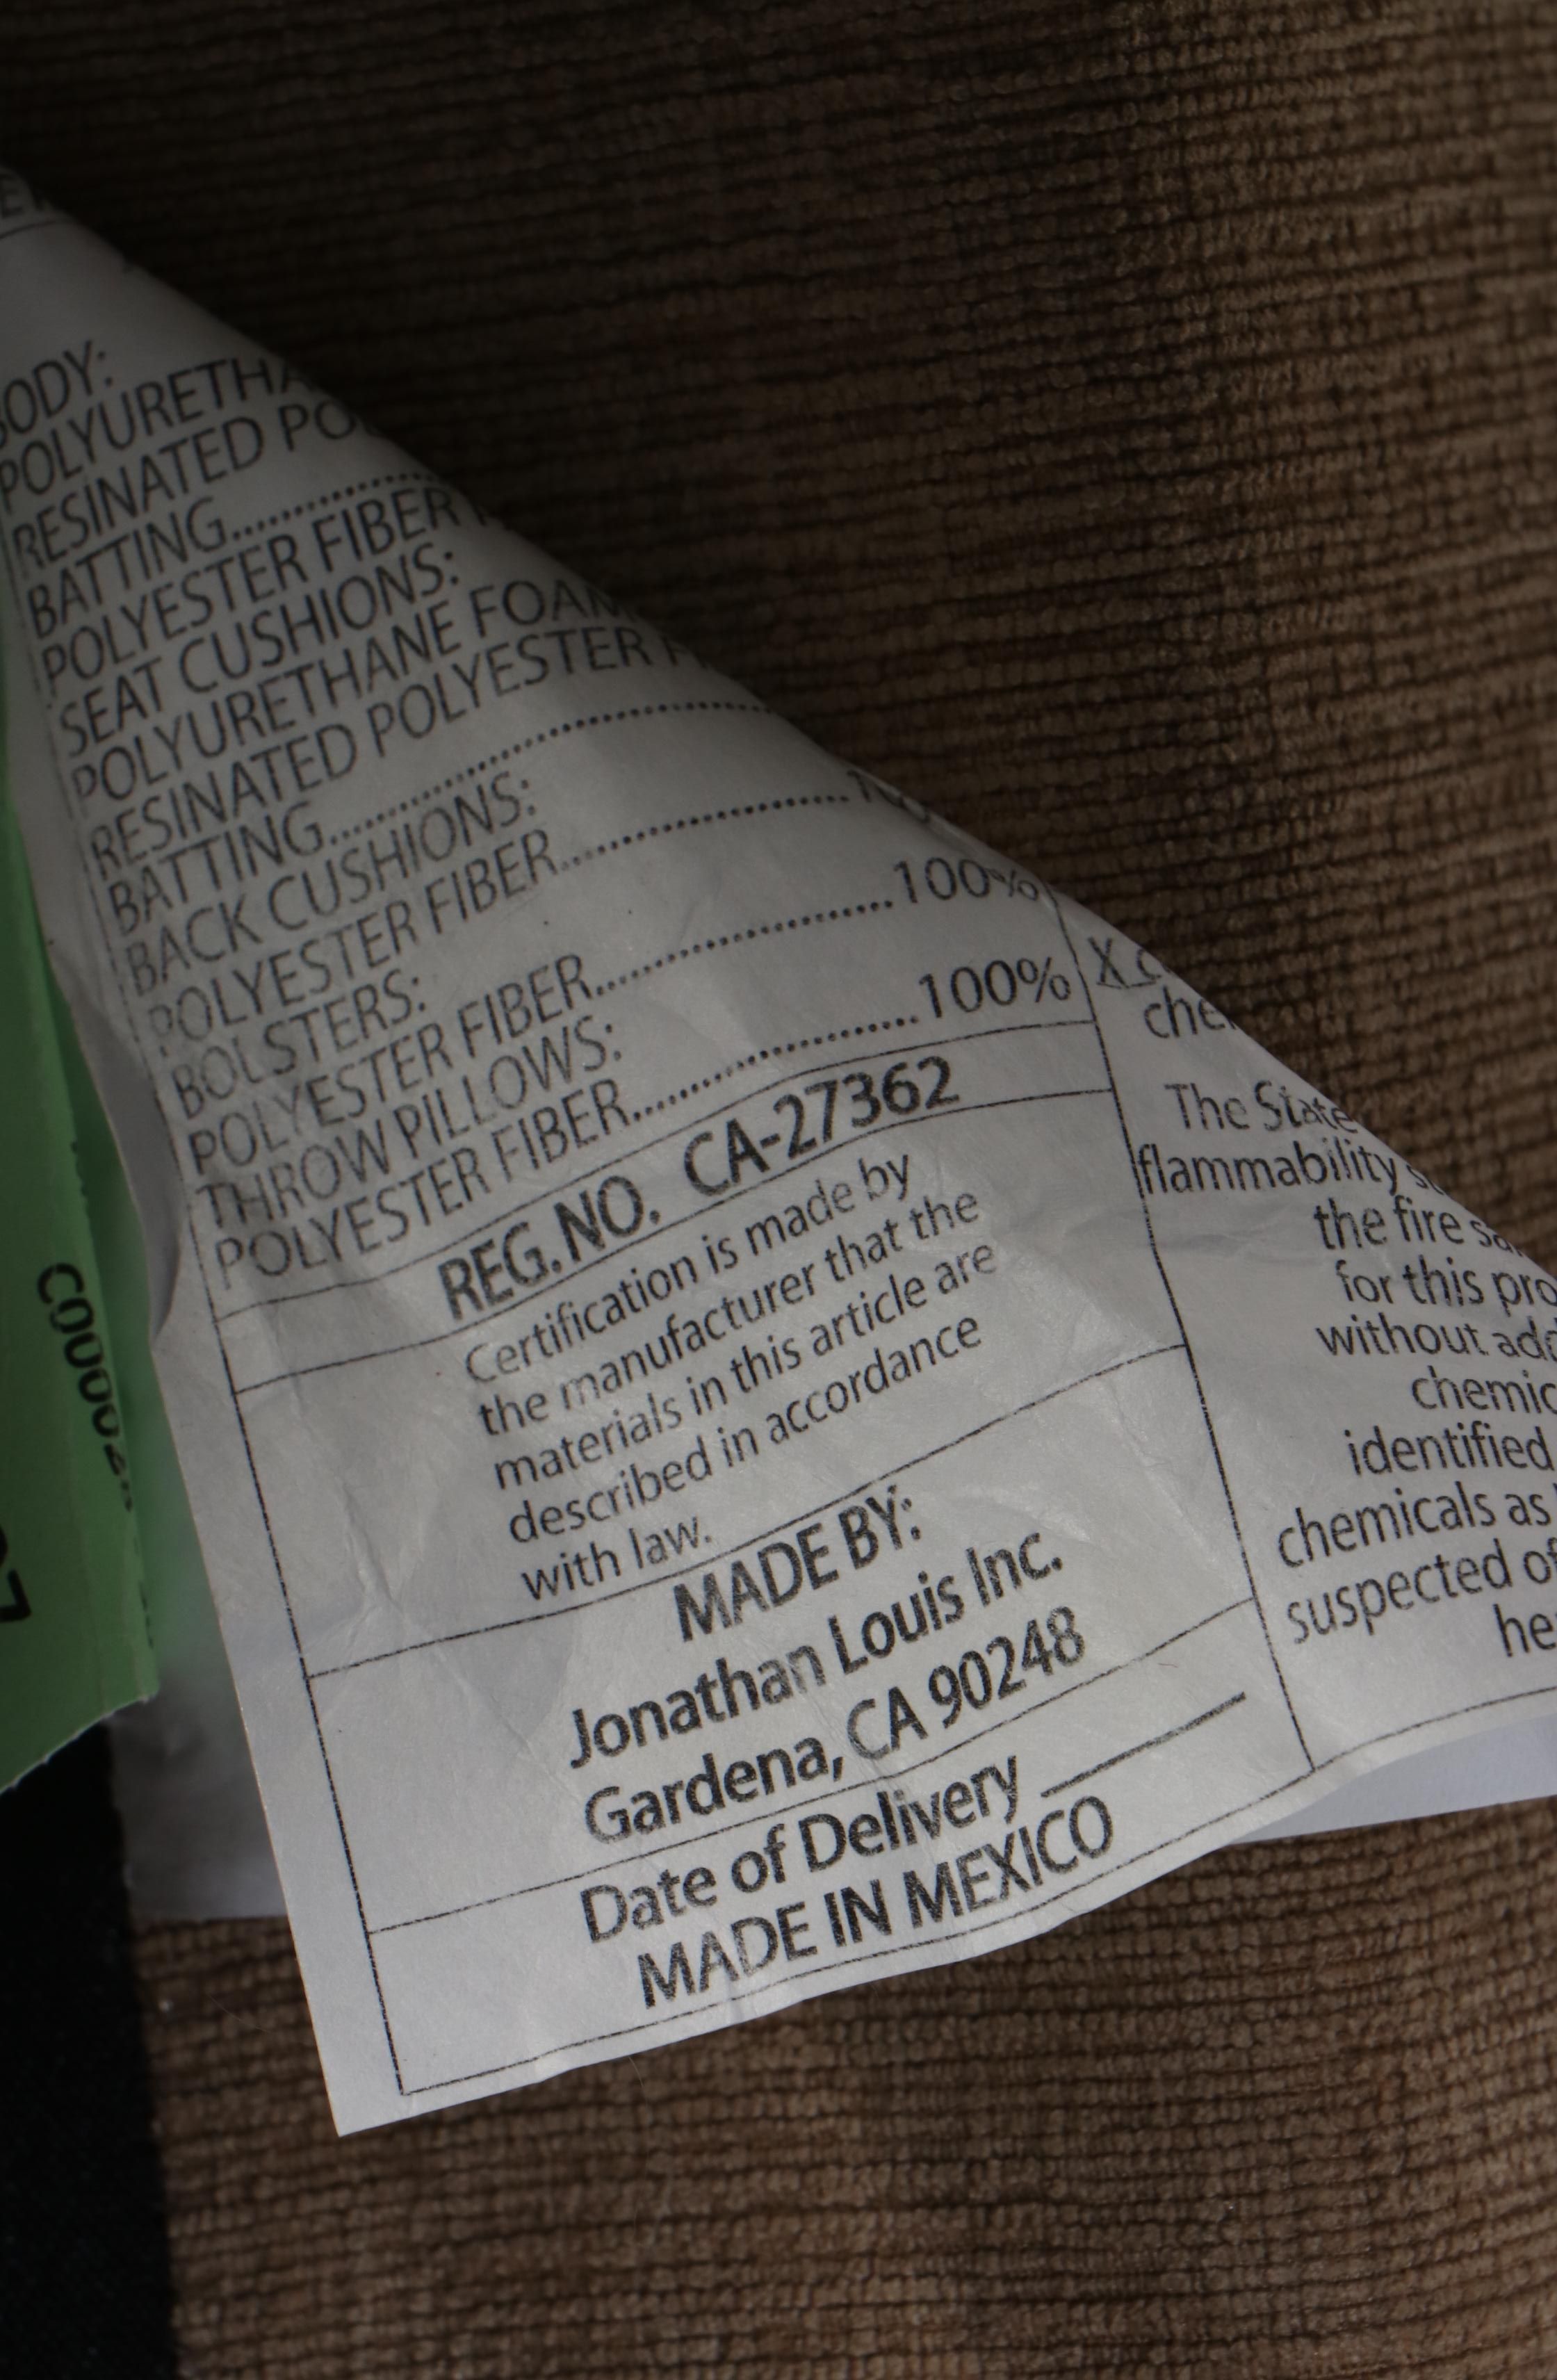 BODY:
RESINATED
BATTING
POLYESTER FIBER
SEAT CUSHIONS:
POLYURETHANE FOAM
RESINATED POLYESTER
BATTING
BACK CUSHIONS:
POLYESTER FIBER
BOLSTERS:
POLYESTER FIBER 100%
THROW PILLOWS:
POLYESTER FIBER 100%
REG. NO. CA-27362
Certification is made by
the manufacturer that the
materials in this article are
described in accordance
with law.
MADE BY:
Jonathan Louis Inc.
Gardena, CA 90248
Date of Delivery
MADE IN MEXICO
X
The State
flammability
the fire
for this
without
identified
chemicals as
suspected of